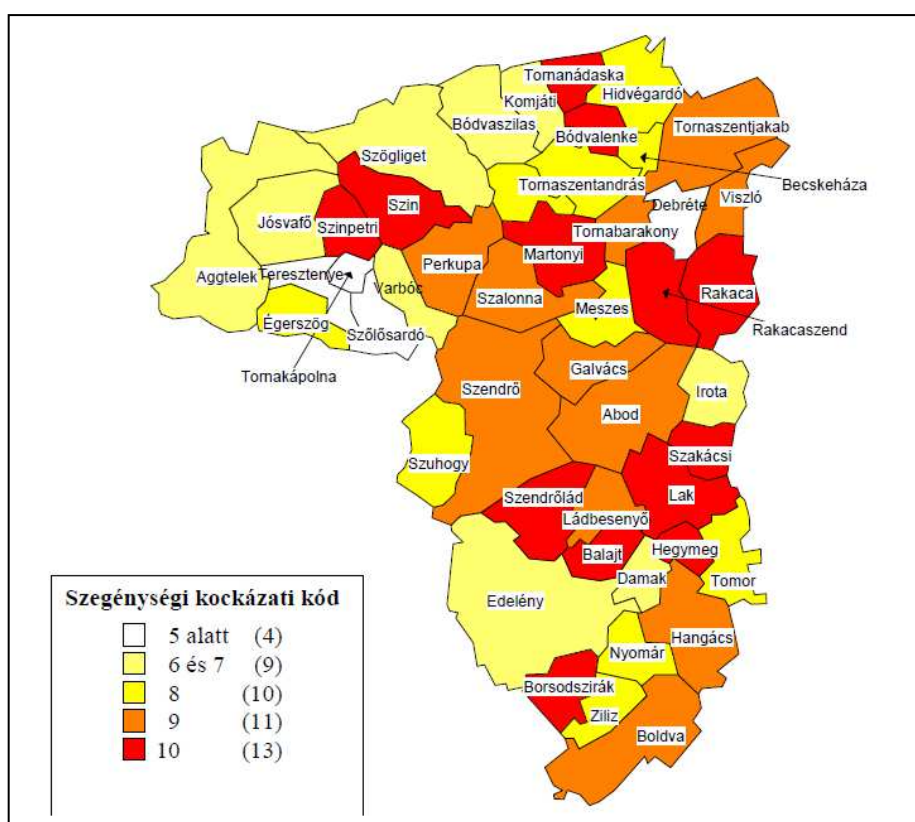 Tornanádaska
Hidvégardó
Komjáti
Bódvaszilas
Tornaszentjakab
Bódvalenke
Szögliget
Becskeháza
Tornaszentandrás
Viszló
Debréte
Szin
Jósvafő
Szinpetri
Tornabarakony
Martonyi
Perkupa
Aggtelek
Teresztenye
Varbóc
Szalonna
Rakaca
Meszes
Égerszög
Szőlősardó
Rakacaszend
Tornakápolna
Galvács
Szendrő
Irota
Abod
Szakácsi
Szuhogy
Szendrőlád
Lak
Ládbesenyő
Balajt
Hegymeg
Damak
Tomor
Edelény
Hangács
Nyomár
Borsodszirák
Ziliz
Boldva
Szegénységi kockázati kód
5 alatt (4)
6 és 7 (9)
8 (10)
9 (11)
10 (13)